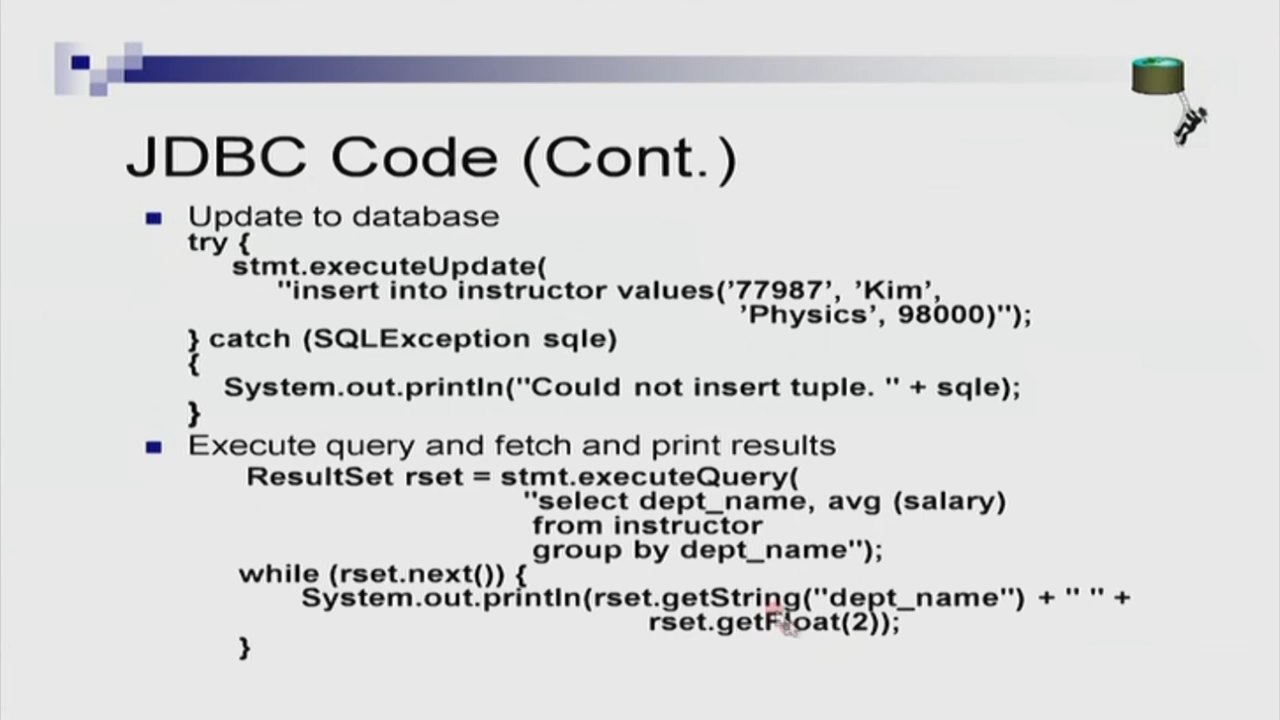 JDBC Code (Cont.)
Update to database
try {
stmt.executeUpdate(
"insert into instructor values(’77987’, ’Kim’,
’Physics’, 98000)");
} catch (SQLException sqle)
{
System.out.println("Could not insert tuple. " + sqle);
}
Execute query and fetch and print results
ResultSet rset = stmt.executeQuery(
"select dept_name, avg (salary)
from instructor
group by dept_name");
while (rset.next()) {
System.out.println(rset.getString("dept_name") + " " +
rset.getFloat(2));
}